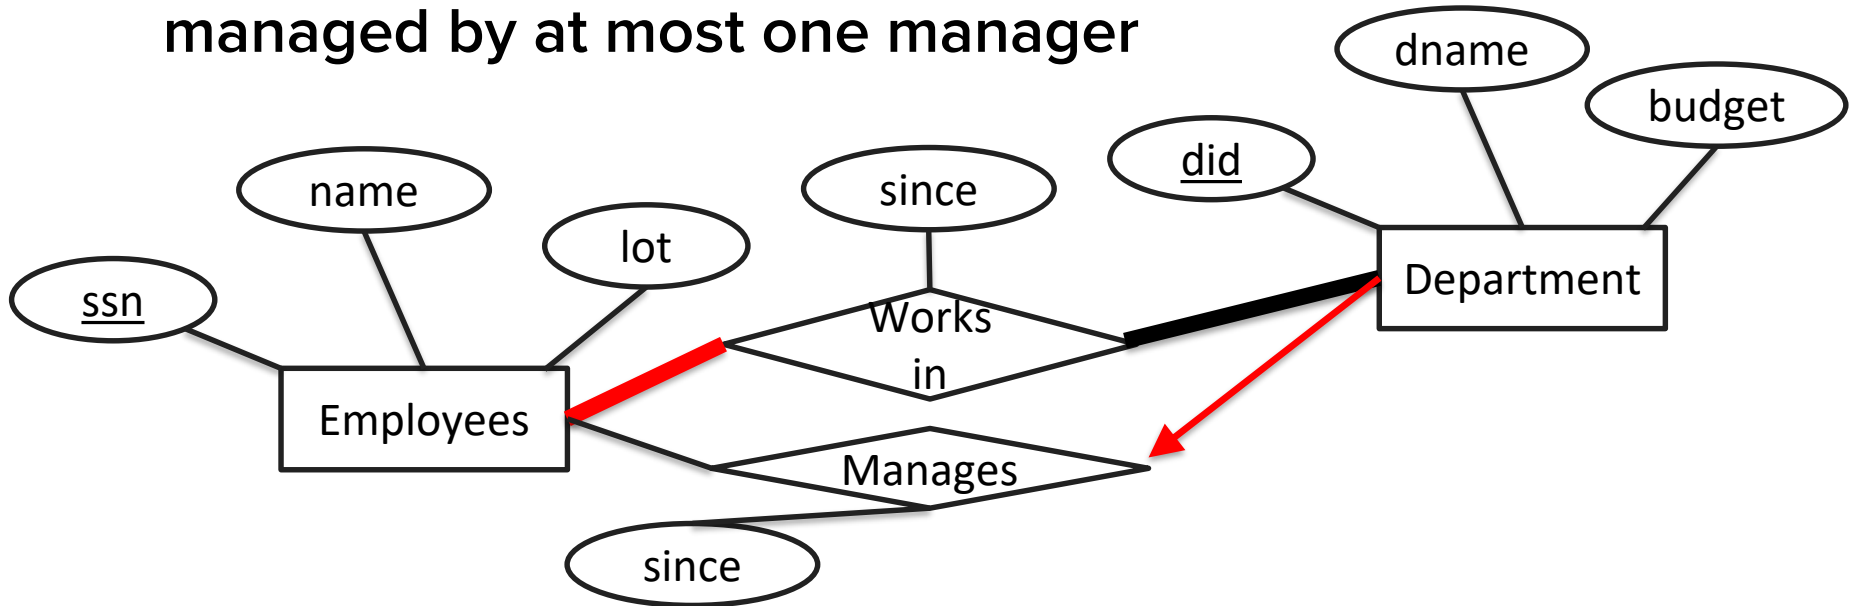 managed by at most one manager
dname
budget
did
since
name
lot
ssn
Department
Works
in
Employees
Manages
since